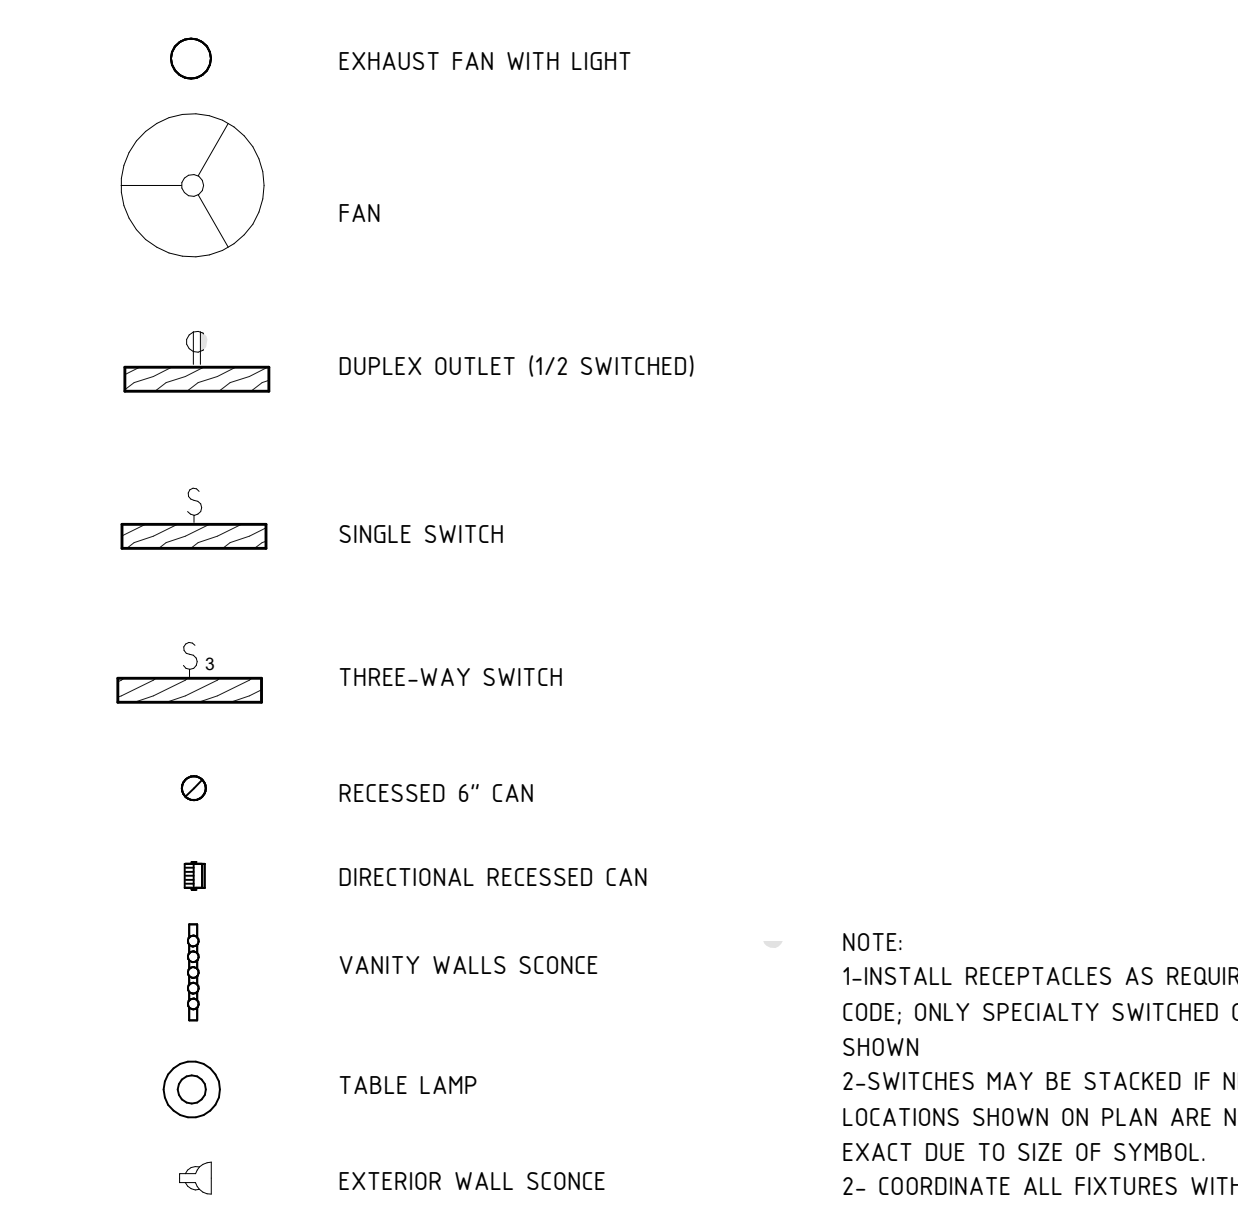 EXHAUST FAN WITH LIGHT
FAN
DUPLEX OUTLET (1/2 SWITCHED)
S
SINGLE SWITCH
S 3
THREE-WAY SWITCH
RECESSED 6" CAN
DIRECTIONAL RECESSED CAN
VANITY WALLS SCONCE
TABLE LAMP
EXTERIOR WALL SCONCE
NOTE:
1-INSTALL RECEPTACLES AS
CODE; ONLY SPECIALTY SWITCHED
SHOWN
2-SWITCHES MAY BE STACKED IF
LOCATIONS SHOWN ON PLAN ARE
EXACT DUE TO SIZE OF SYMBOL.
2- COORDINATE ALL FIXTURES WITH